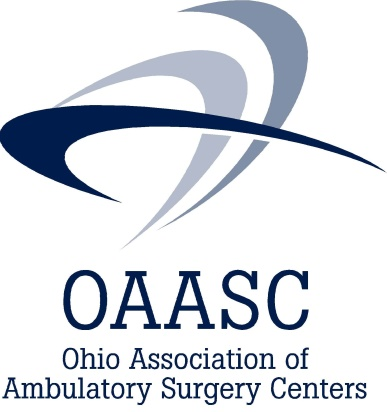 OAASC
Ohio Association of
Ambulatory Surgery Centers